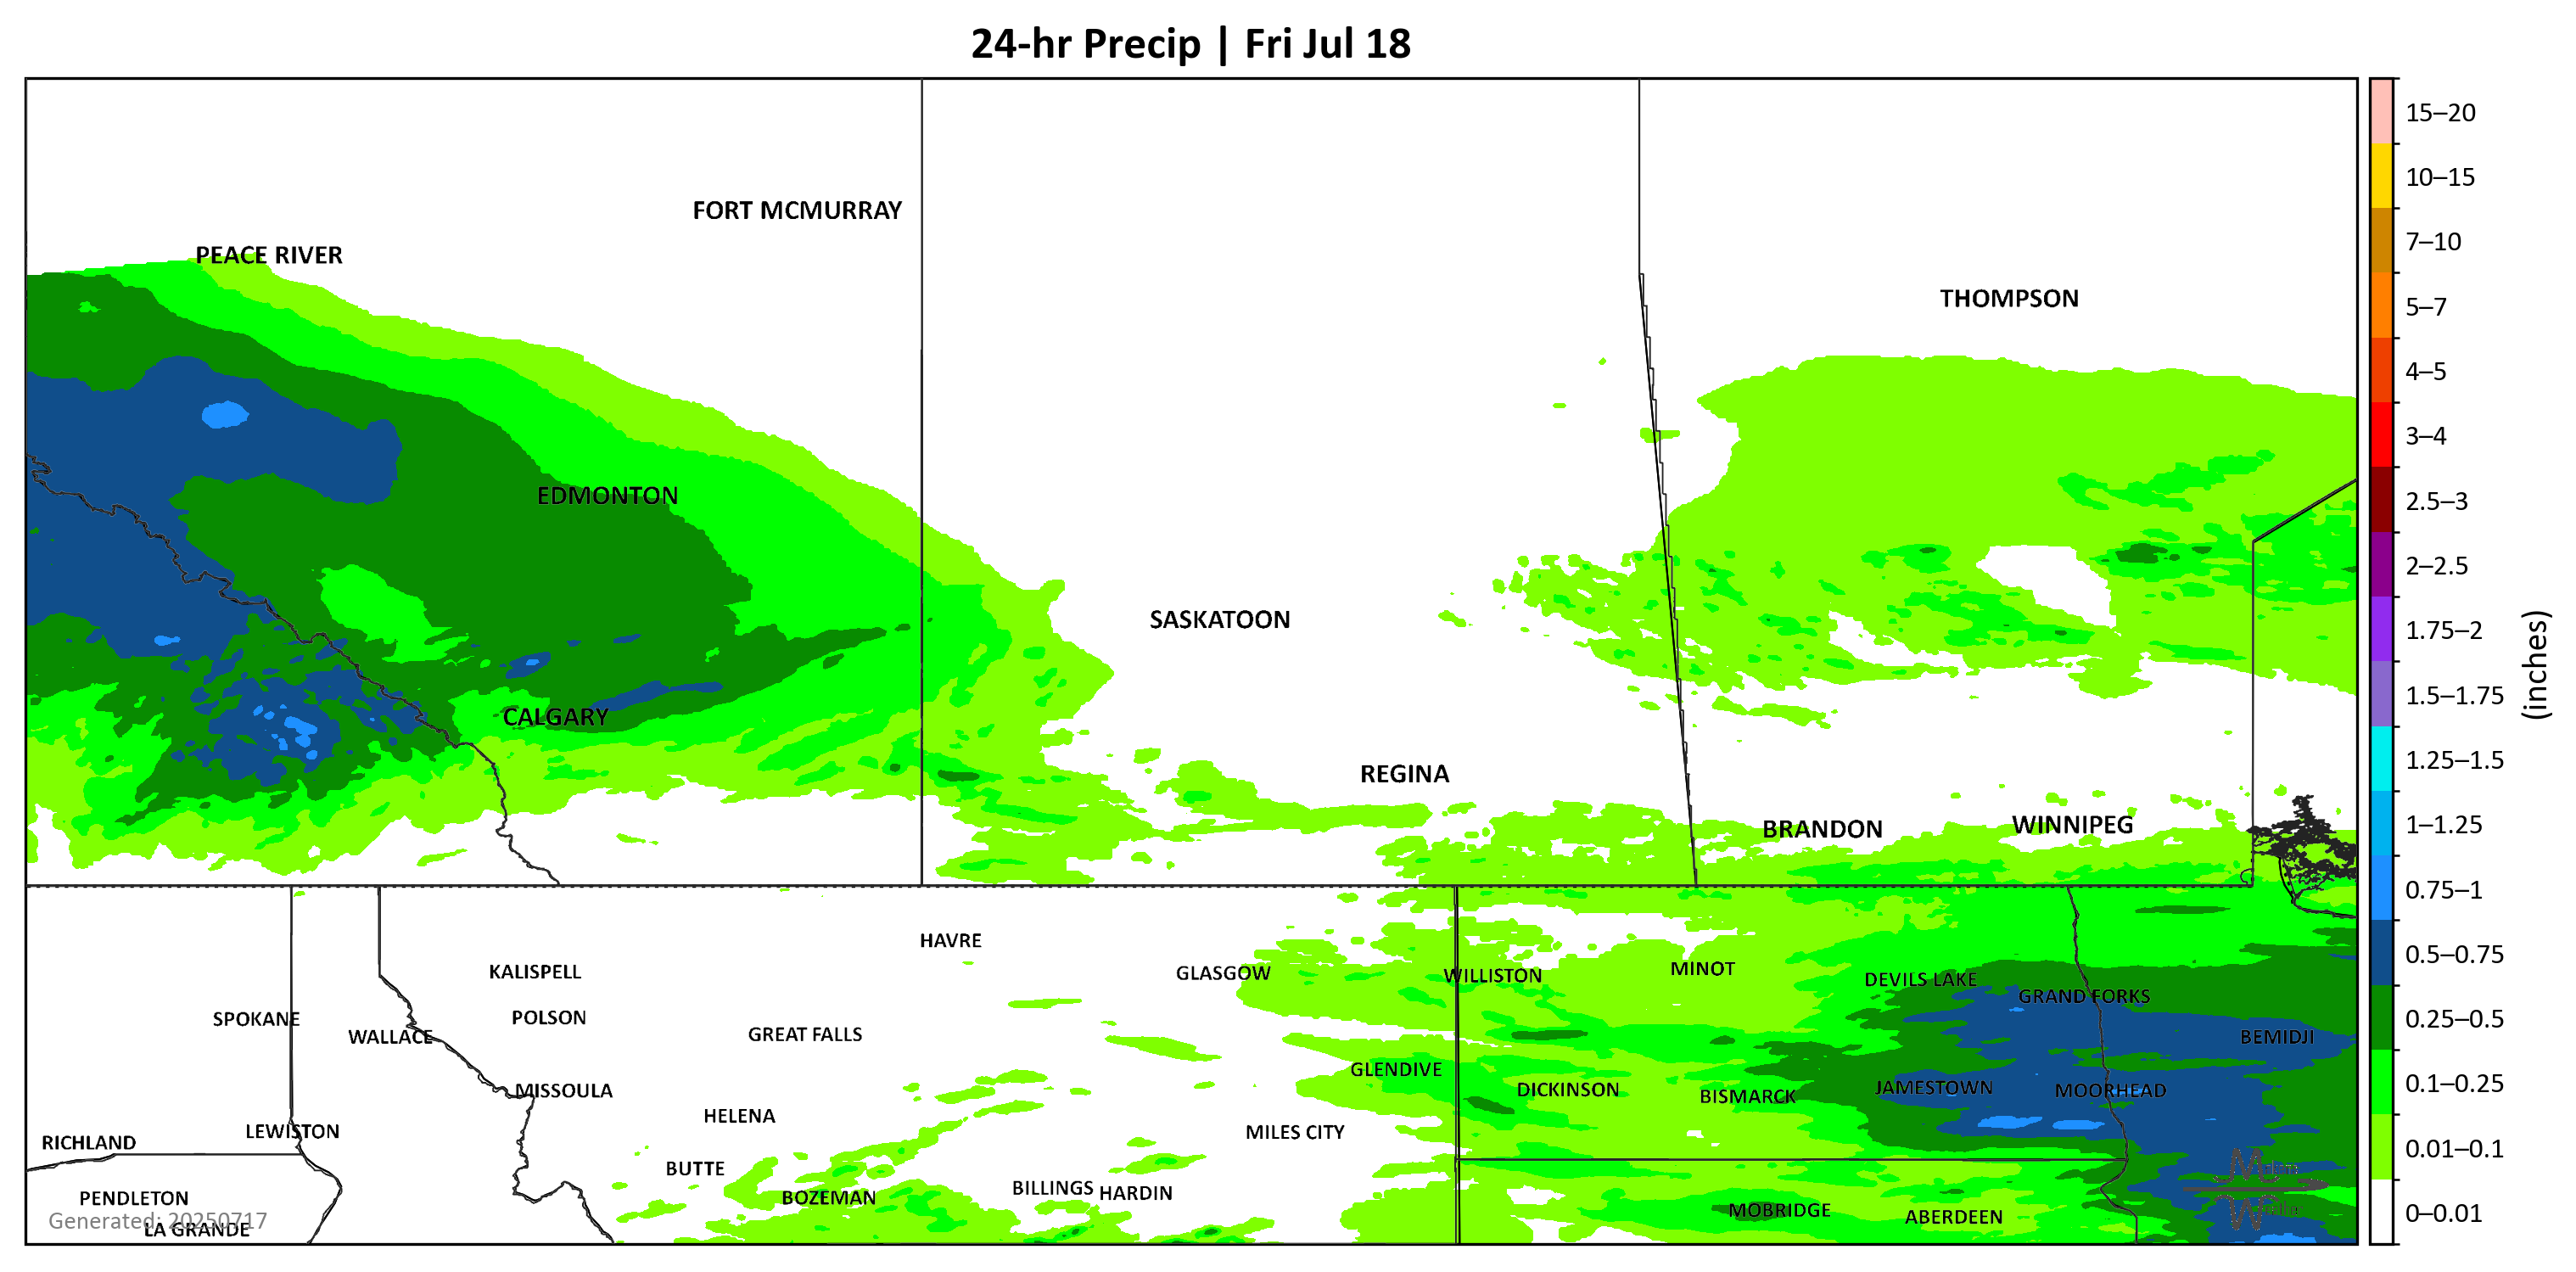 24-hr Precip | Fri Jul 18
FORT MCMURRAY
PEACE RIVER
THOMPSON
EDMONTON
SASKATOON
CALGARY
REGINA
BRANDON
WINNIPEG
HAVRE
KALISPELL
GLASGOW
WILLISTON
MINOT
DEVILS LAKE
GRAND FORKS
SPOKANE
POLSON
WALLACE
GREAT FALLS
BEMIDJI
GLENDIVE
MISSOULA
DICKINSON
BISMARCK
JAMESTOWN
MOORHEAD
HELENA
LEWISTON
MILES CITY
RICHLAND
BUTTE
BOZEMAN
BILLINGS
HARDIN
PENDLETON
MOBRIDGE
ABERDEEN
Generated: 20250717
LA GRANDE
15–20
10–15
7–10
5–7
4–5
3–4
2.5–3
2–2.5
1.75–2
1.5–1.75
1.25–1.5
1–1.25
0.75–1
0.5–0.75
0.25–0.5
0.1–0.25
0.01–0.1
0–0.01
(inches)